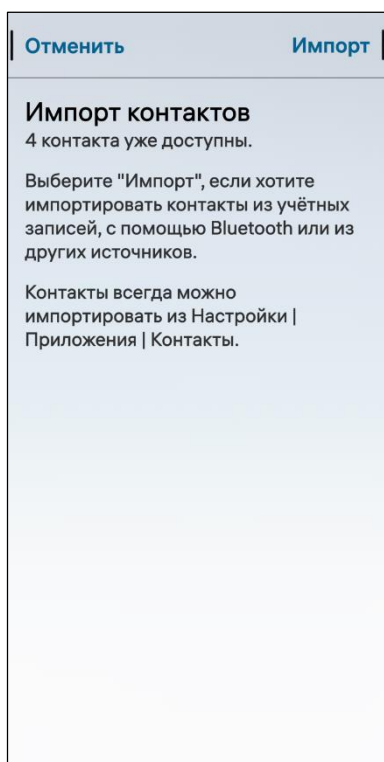 Отменить
Импорт
Импорт контактов
4 контакта уже доступны.
Выберите "Импорт", если хотите
импортировать контакты из учётных
записей, с помощью Bluetooth или из
других источников.
Контакты всегда можно
импортировать из Настройки |
Приложения | Контакты.